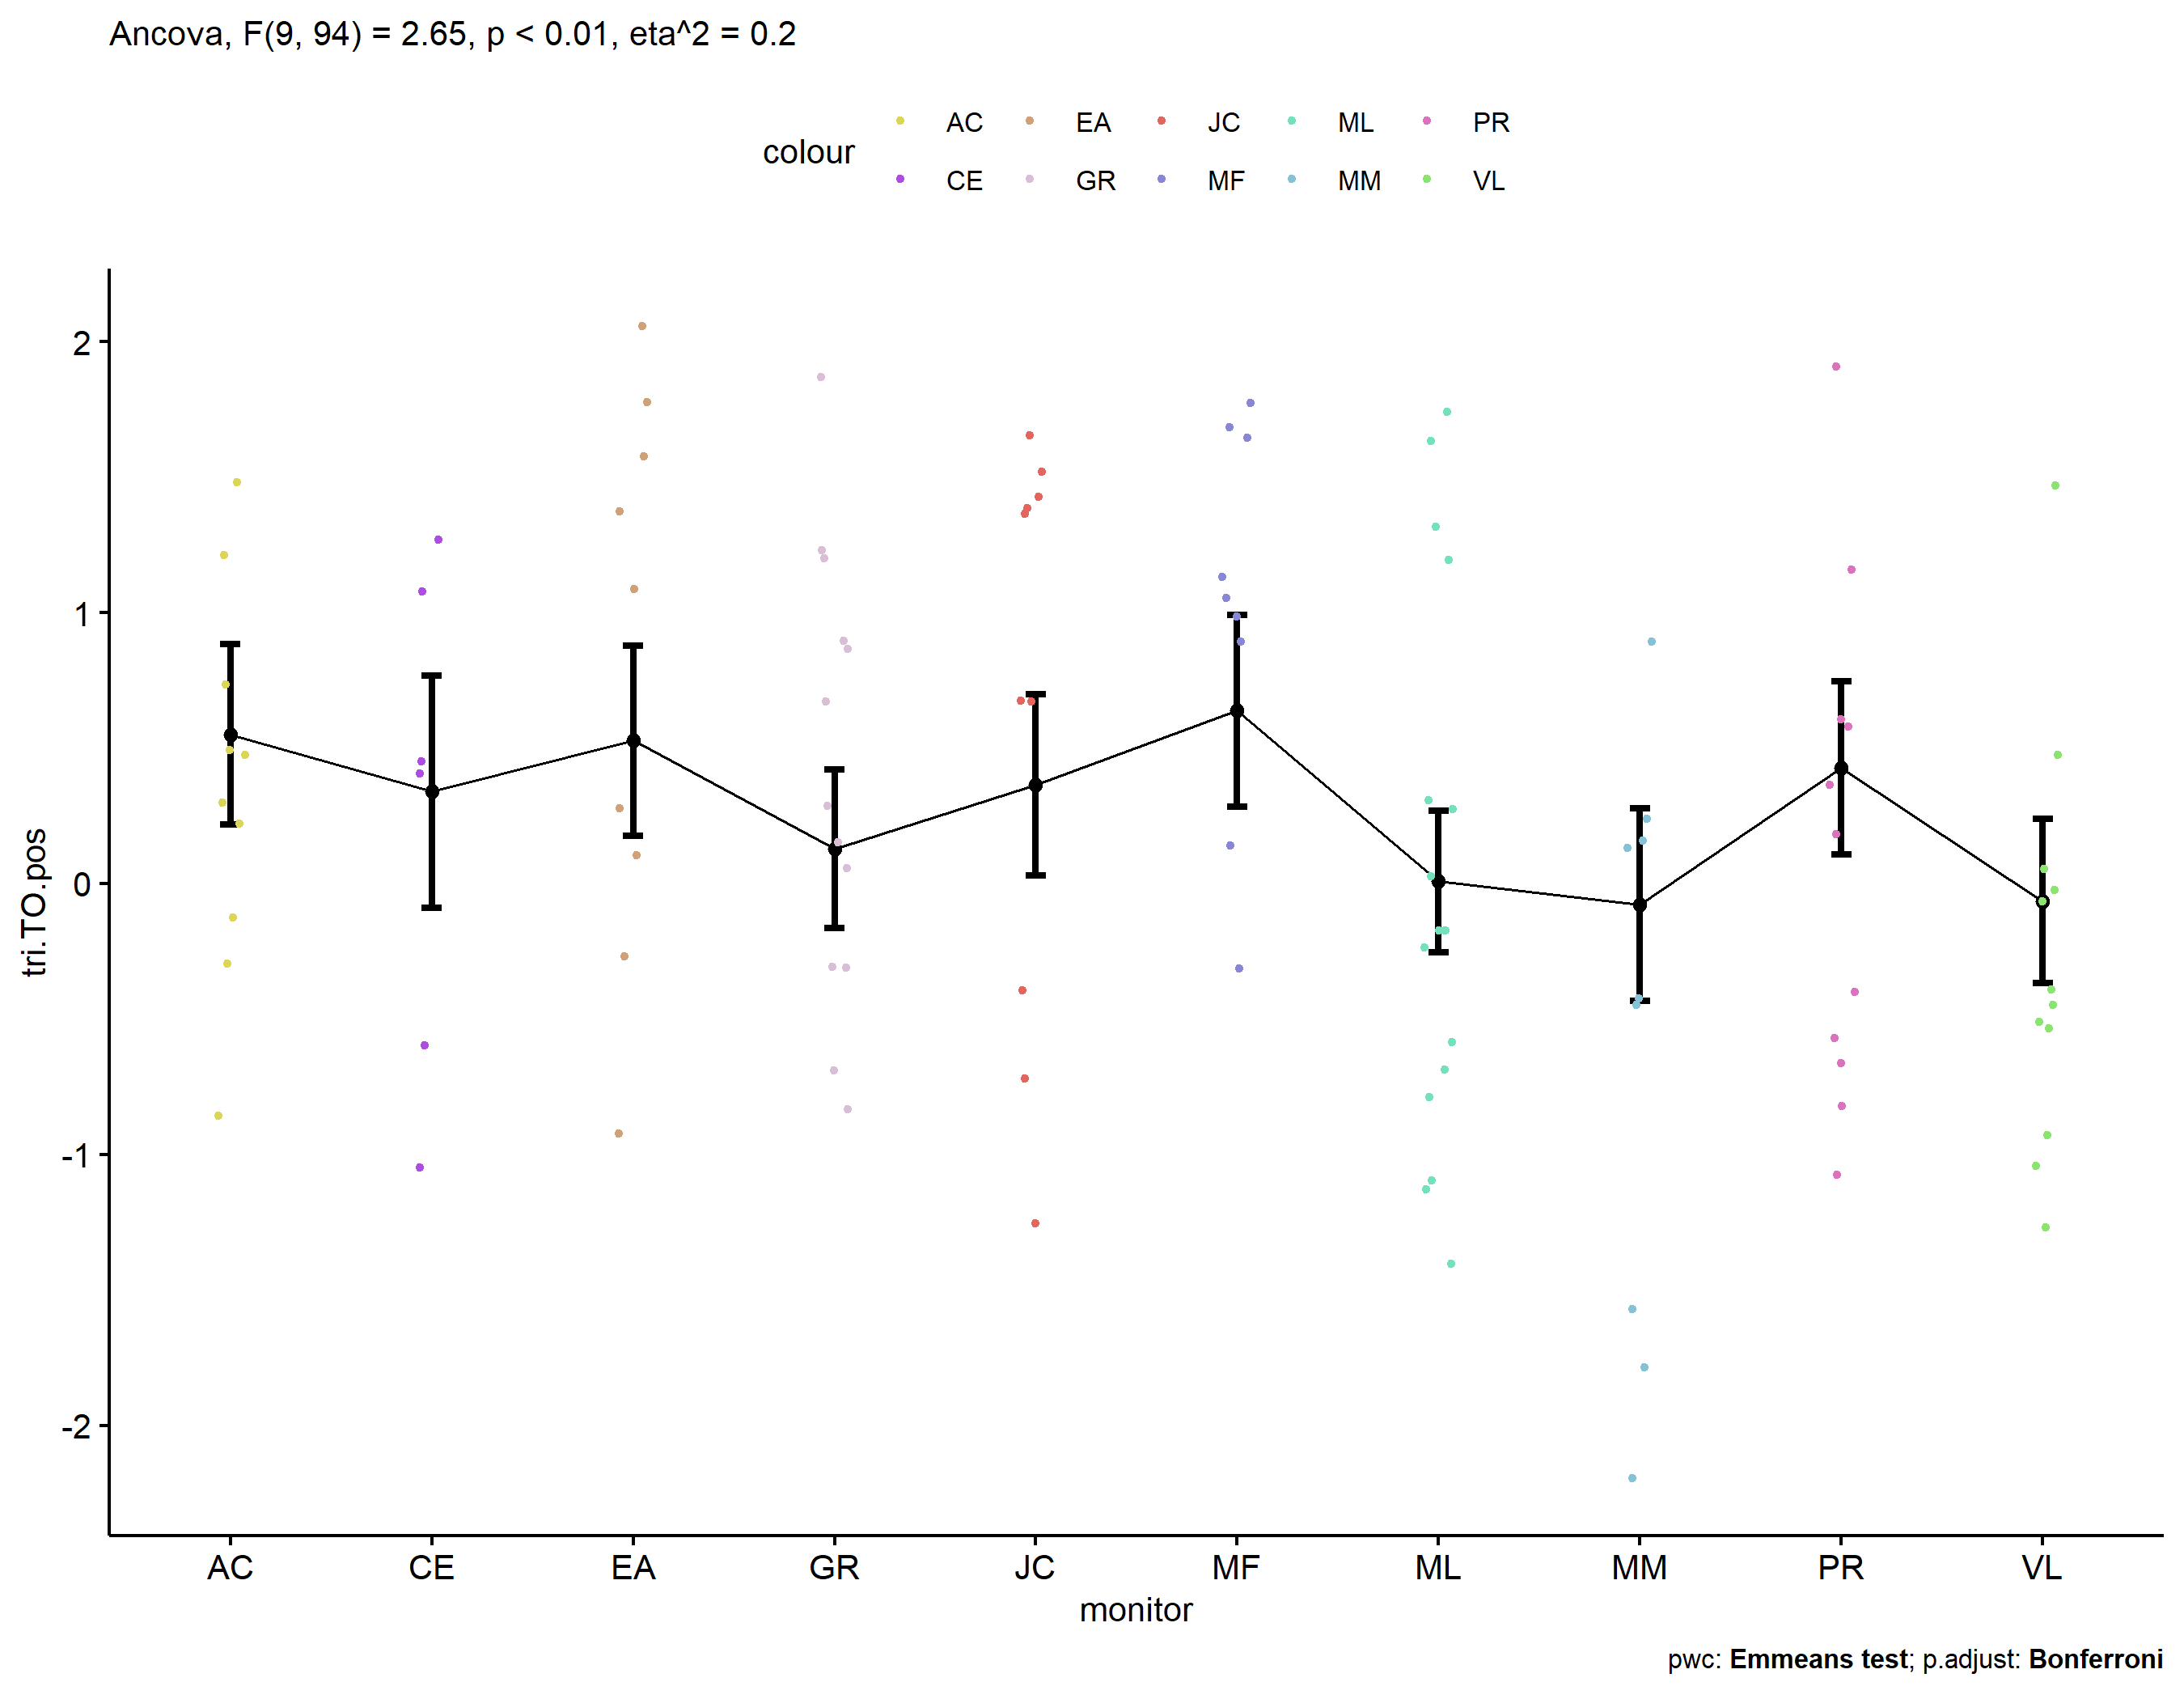 Ancova, F(9, 94) = 2.65, p < 0.01, eta^2 = 0.2
colour
AC EA JC ML PR
CE GR MF MM VL
tri.TO.pos
2
1
0
-1
-2
AC CE EA GR JC MF ML MM PR VL
monitor
pwc: Emmeans test; p.adjust: Bonferroni